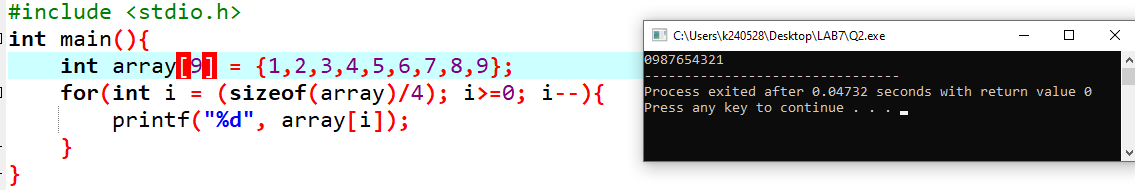 #include <stdio.h>
int main(){
int array[9] = {1,2,3,4,5,6,7,8,9};
for(int i = (sizeof(array)/4); i>=0; i--){
printf("%d", array[i]);
}
}
C:\Users\k240528\Desktop\LAB7\Q2.exe
0987654321
--------------------------------
Process exited after 0.04732 seconds with return value 0
Press any key to continue . . .